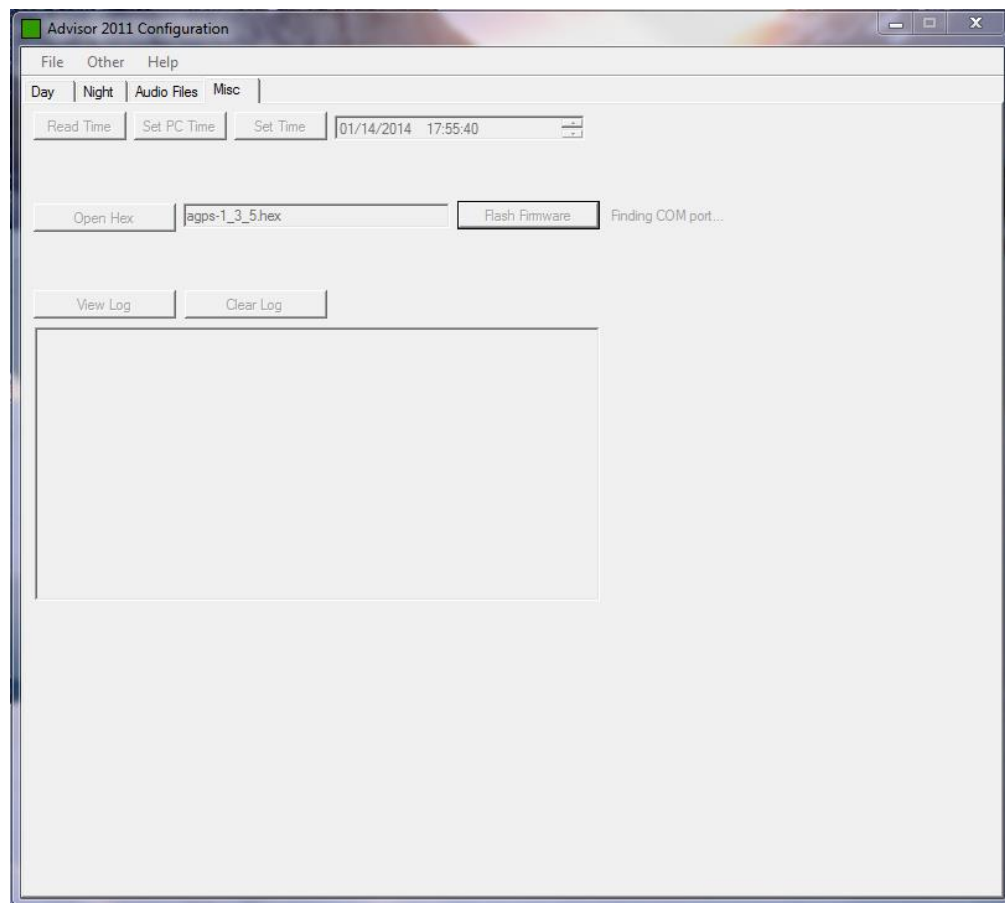 Advisor 2011 Configuration
File Other Help
Day Night Audio Files Misc
Read Time Set PC Time Set Time 01/14/2014 17:55:40
Open Hex agps-1_3_5.hex Flash Firmware Finding COM port...
View Log Clear Log